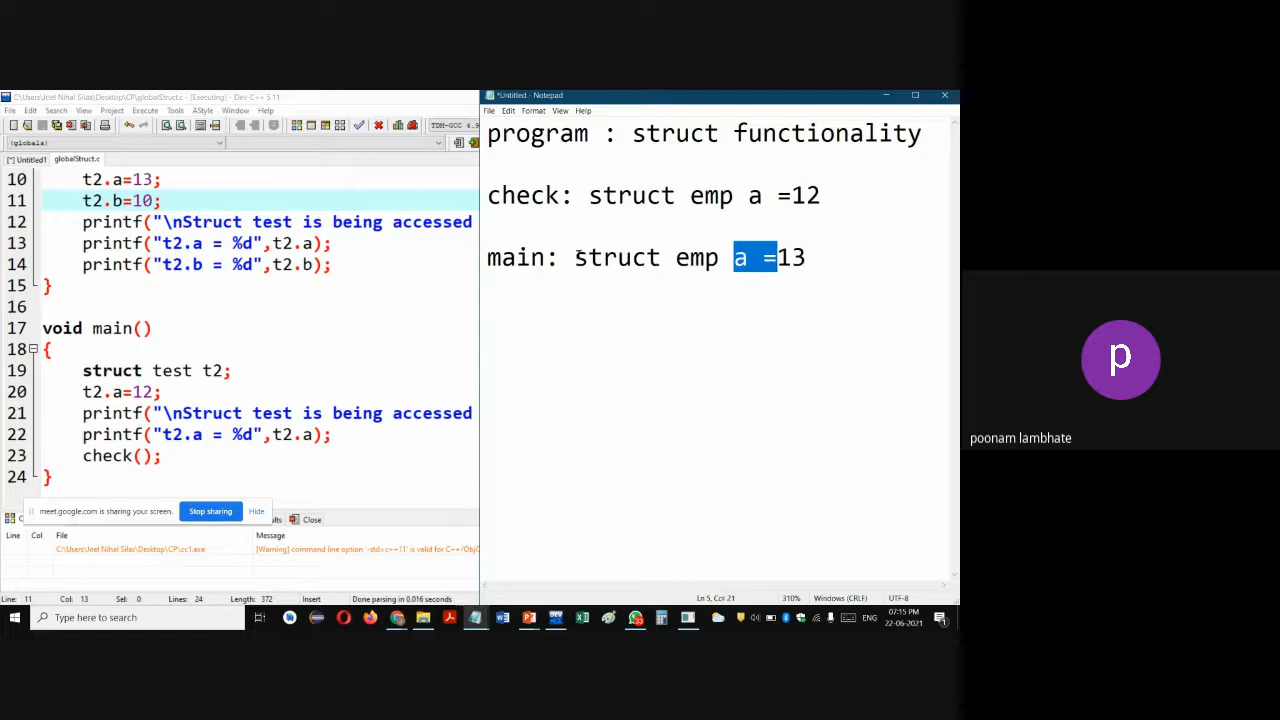 C:\Users\Joel Nihal Silas\Desktop\CP\globalStruct.c - [Executing] - Dev-C++ 5.11
File Edit Search View Project Execute Tools AStyle Window Help
TDM-GCC 4.9
(globals)
[*] Untitled1 globalStruct.c
10 t2.a=13;
11 t2.b=10;
12 printf("\nStruct test is being accessed
13 printf("t2.a = %d",t2.a);
14 printf("t2.b = %d",t2.b);
15 }
16
17 void main()
18 {
19 struct test t2;
20 t2.a=12;
21 printf("\nStruct test is being accessed
22 printf("t2.a = %d",t2.a);
23 check();
24 }
meet.google.com is sharing your screen. Stop sharing Hide
Close
Line Col File Message
C:\Users\Joel Nihal Silas\Desktop\CP\cc1.exe [Warning] command line option '-std=c++11' is valid for C++/ObjC
Line: 11 Col: 13 Sel: 0 Lines: 24 Length: 372 Insert Done parsing in 0.016 seconds
*Untitled - Notepad
File Edit Format View Help
program : struct functionality
check: struct emp a =12
main: struct emp a =13
Ln 5, Col 21 310% Windows (CRLF) UTF-8
Type here to search
ENG
07:15 PM
22-06-2021
p
poonam lambhate